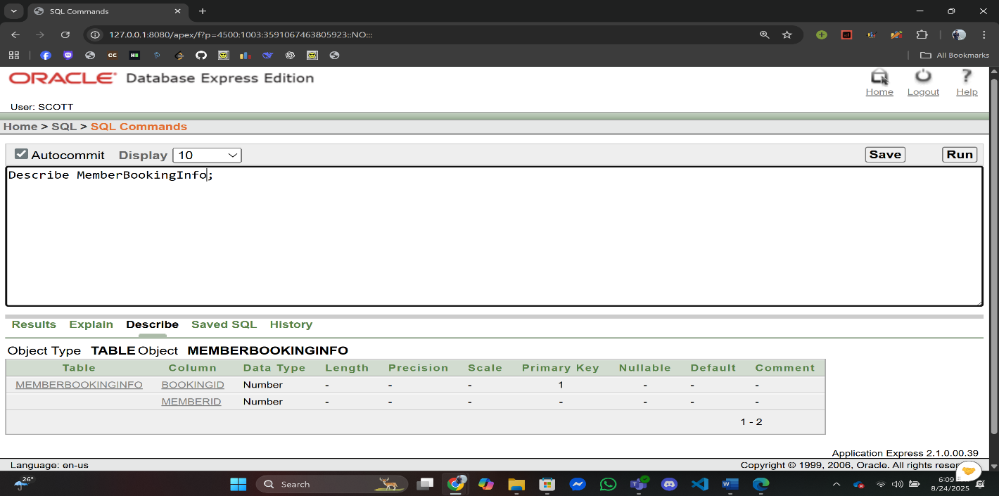 SQL Commands
127.0.0.1:8080/apex/f?p=4500:1003:3591067463805923::NO:::
CC
All Bookmarks
ORACLE Database Express Edition
Home Logout Help
User: SCOTT
Home > SQL > SQL Commands
Autocommit Display 10 Save Run
Describe MemberBookingInfo;
Results Explain Describe Saved SQL History
Object Type TABLE Object MEMBERBOOKINGINFO
Table Column Data Type Length Precision Scale Primary Key Nullable Default Comment
MEMBERBOOKINGINFO BOOKINGID Number - - - 1 - - -
MEMBERID Number - - - - - - -
1 - 2
Application Express 2.1.0.00.39
Language: en-us
Copyright © 1999, 2006, Oracle. All rights
26°
Search
6:09
8/24/2025